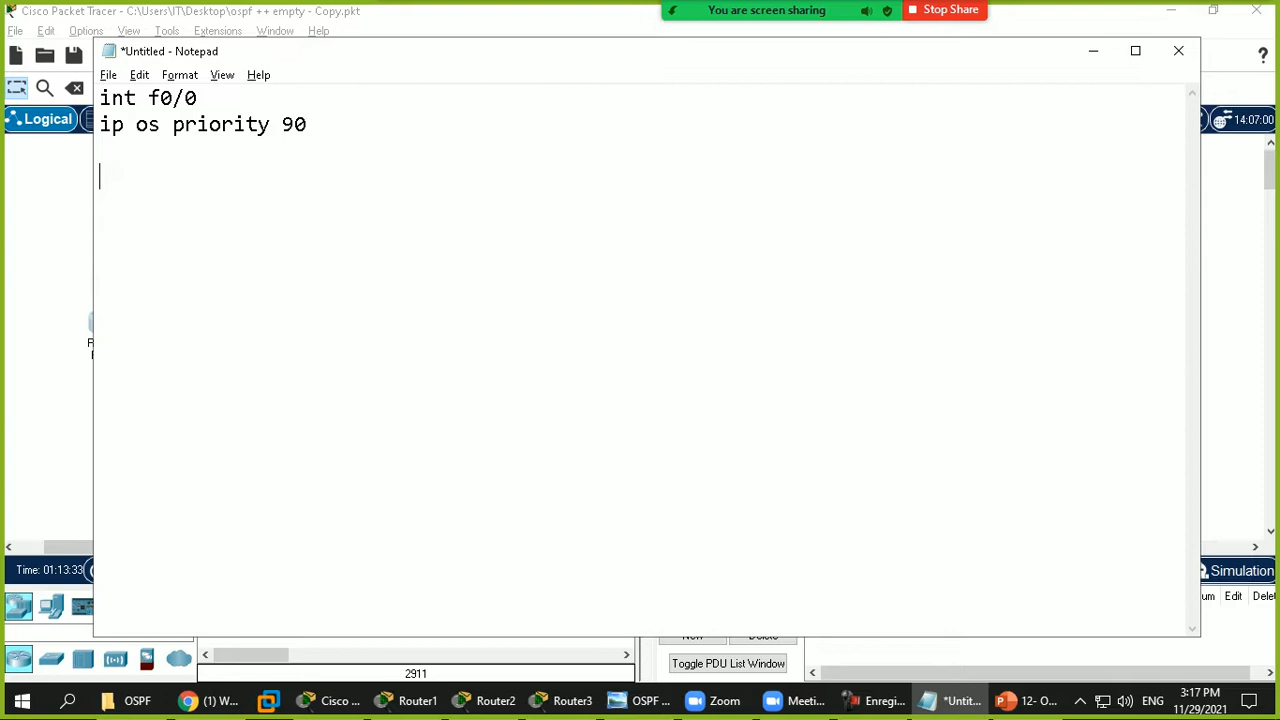 Cisco Packet Tracer - C:\Users\IT\Desktop\ospf ++ empty - Copy.pkt
You are screen sharing
Stop Share
File Edit Options View Tools Extensions Window Help
*Untitled - Notepad
File Edit Format View Help
int f0/0
ip os priority 90
Logical
14:07:00
Time: 01:13:33
Simulation
Edit
2911
Toggle PDU List Window
OSPF
(1) W...
Cisco ...
Router1
Router2
Router3
OSPF ...
Zoom
Meeti...
Enregi...
*Untit...
12- O...
ENG
3:17 PM
11/29/2021